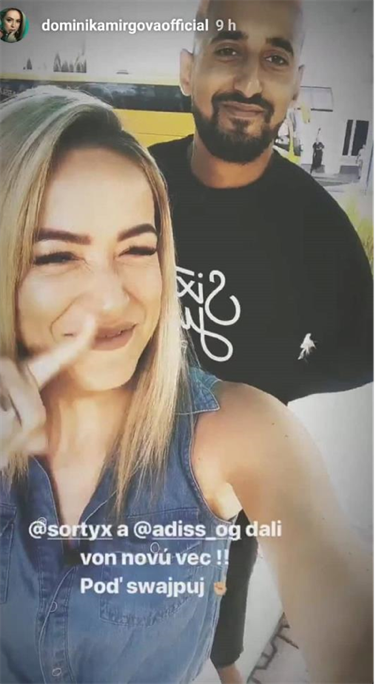 dominikamirgovaofficial 9 h
@sortyx a @adiss_og dali
von novú vec !!
Poď swajpuj